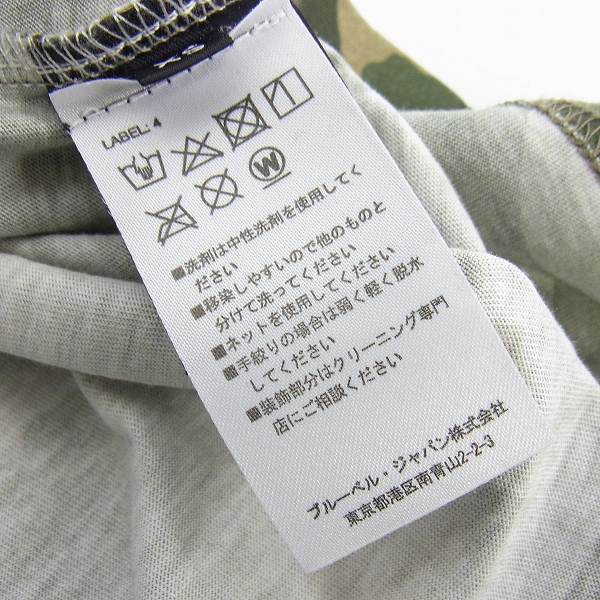 XS
LABEL: 4
W
■洗剤は中性洗剤を使用してく
ださい
■移染しやすいので他のものと
分けて洗ってください
■ネットを使用してください
■手絞りの場合は弱く軽く脱水
してください
■装飾部分はクリーニング専門
店にご相談ください
ブルーベル・ジャパン株式会社
東京都港区南青山2-2-3